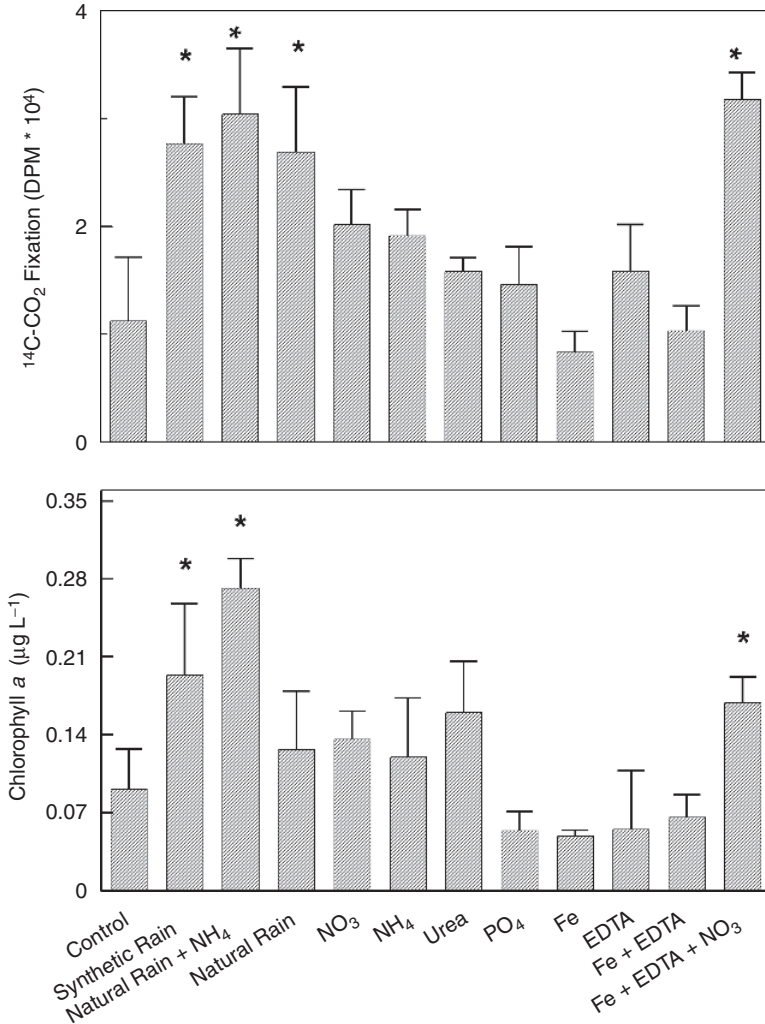 4
2
0
¹⁴C-CO₂ Fixation (DPM * 10⁴)
* * * *
0.35
0.28
0.21
0.14
0.07
0
Chlorophyll a (μg L−1)
* * *
Control
Synthetic Rain
Natural Rain + NH₄
Natural Rain
NO₃
NH₄
Urea
PO₄
Fe
EDTA
Fe + EDTA
Fe + EDTA + NO₃